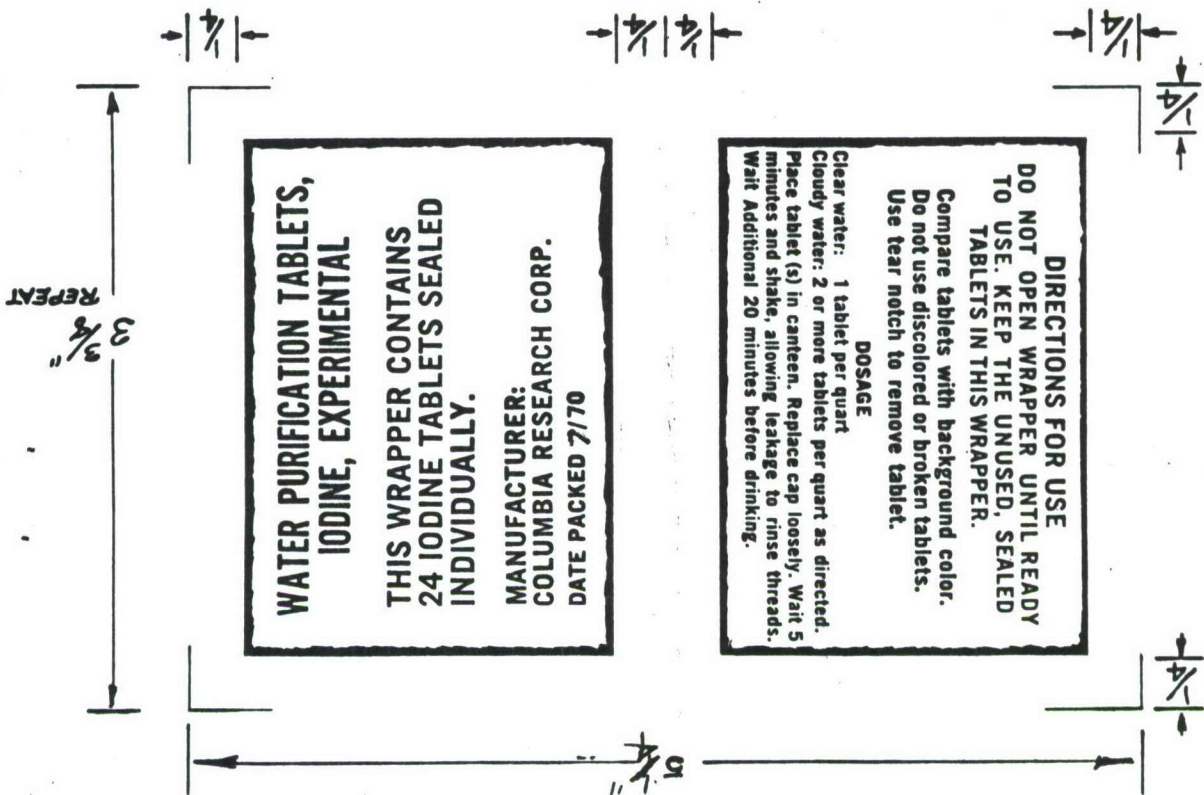 WATER PURIFICATION TABLETS,
IODINE, EXPERIMENTAL
THIS WRAPPER CONTAINS
24 IODINE TABLETS SEALED
INDIVIDUALLY.
MANUFACTURER:
COLUMBIA RESEARCH CORP.
DATE PACKED 7/70
DIRECTIONS FOR USE
DO NOT OPEN WRAPPER UNTIL READY
TO USE. KEEP THE UNUSED, SEALED
TABLETS IN THIS WRAPPER.
Compare tablets with background color.
Do not use discolored or broken tablets.
Use tear notch to remove tablet.
DOSAGE
Clear water: 1 tablet per quart
Cloudy water: 2 or more tablets per quart as directed.
Place tablet (s) in canteen. Replace cap loosely. Wait 5
minutes and shake, allowing leakage to rinse threads.
Wait Additional 20 minutes before drinking.
1/4
1/4
1/4
1/4
1/4
1/4
3 3/8"
REPEAT
5 1/4"